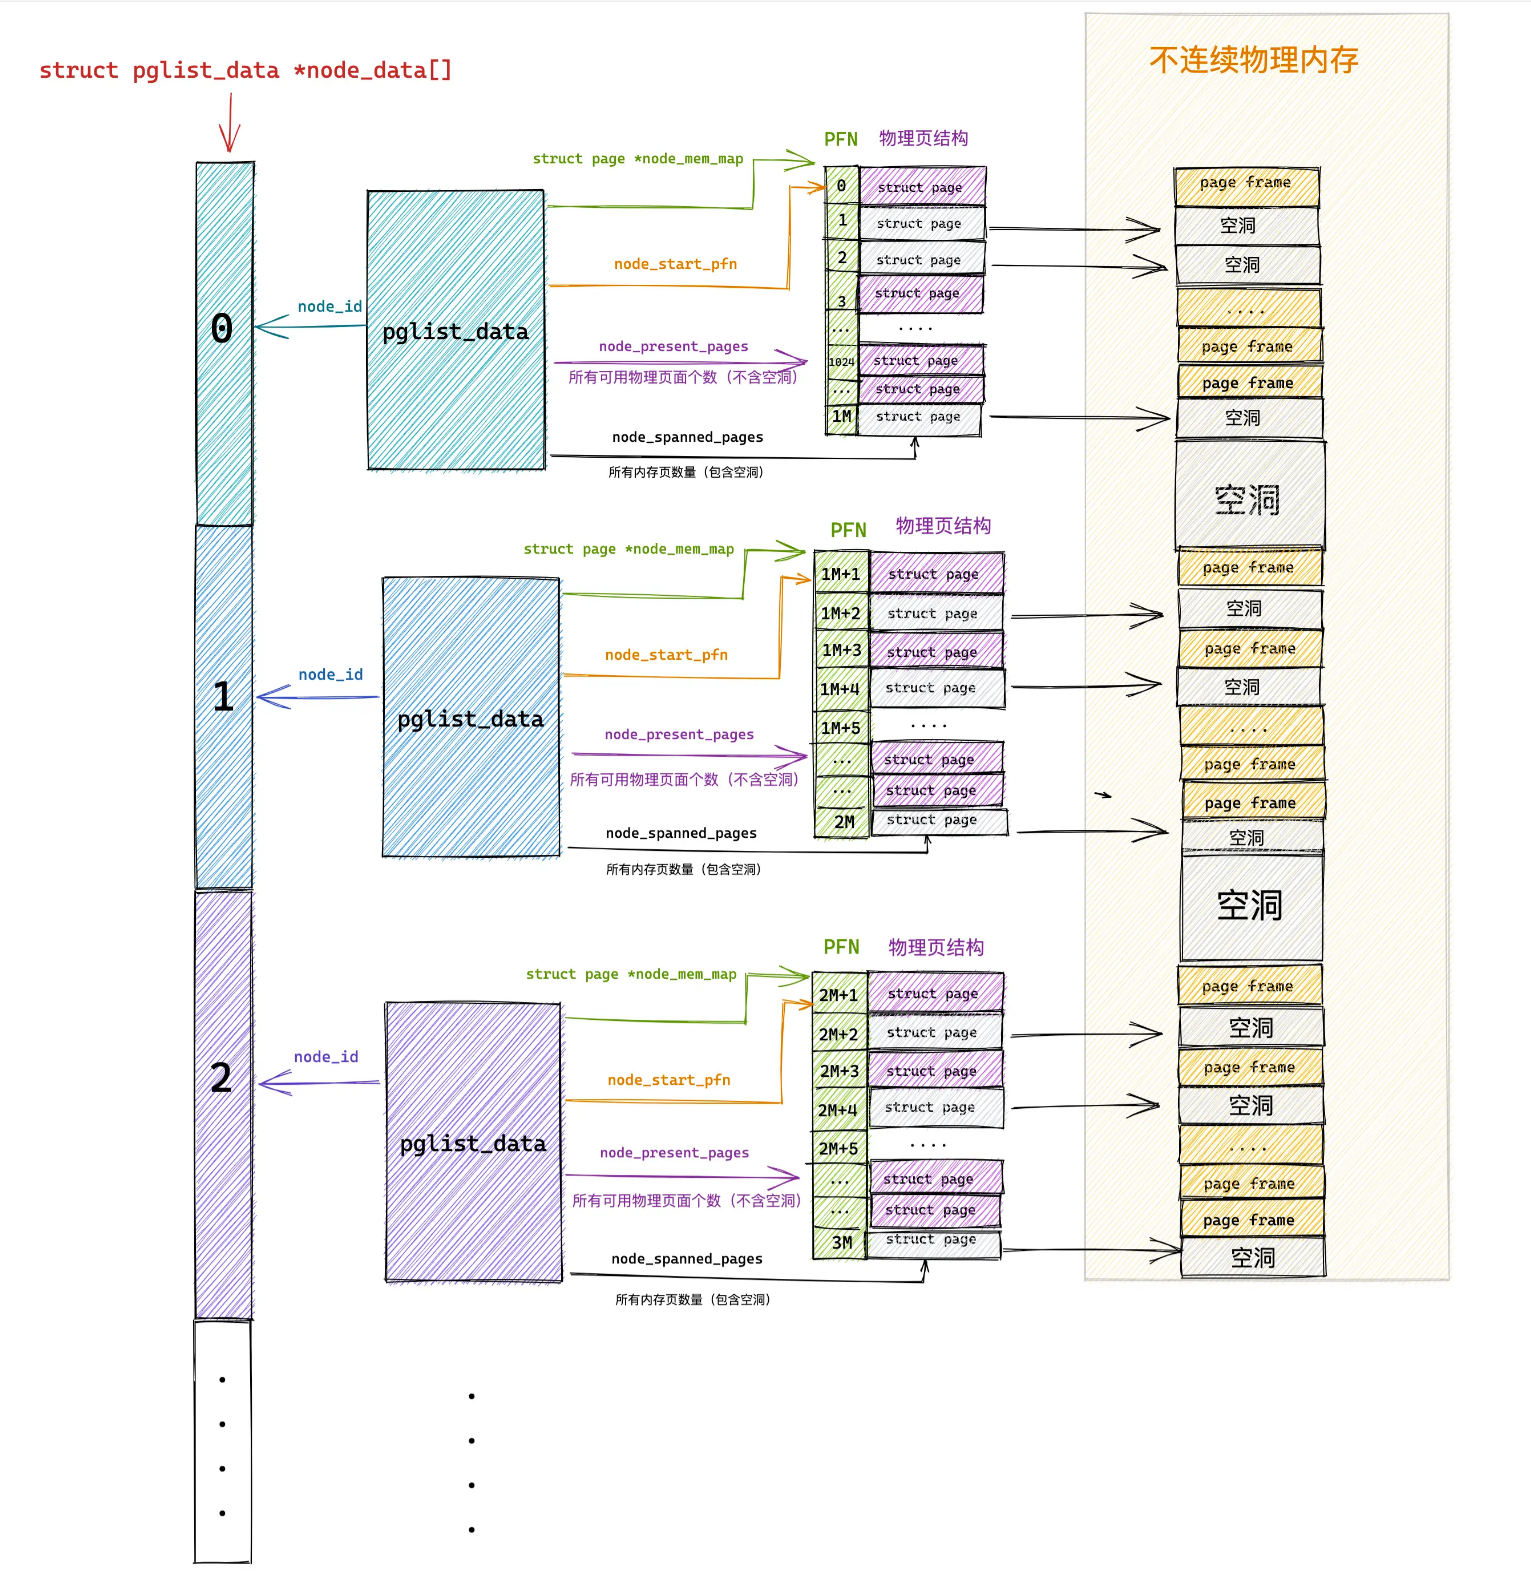 不连续物理内存
struct pglist_data *node_data[]
PFN 物理页结构
struct page *node_mem_map
0 struct page
page frame
1 struct page
空洞
node_start_pfn
2 struct page
空洞
3 struct page
....
node_id
0
pglist_data
... ....
page frame
node_present_pages
所有可用物理页面个数（不含空洞）
1024 struct page
page frame
... struct page
1M struct page
空洞
node_spanned_pages
所有内存页数量（包含空洞）
空洞
PFN 物理页结构
struct page *node_mem_map
1M+1 struct page
page frame
1M+2 struct page
空洞
node_start_pfn
1M+3 struct page
page frame
node_id
1
pglist_data
1M+4 struct page
空洞
1M+5 ....
....
node_present_pages
所有可用物理页面个数（不含空洞）
... struct page
page frame
... struct page
page frame
2M struct page
空洞
node_spanned_pages
所有内存页数量（包含空洞）
空洞
PFN 物理页结构
struct page *node_mem_map
2M+1 struct page
page frame
2M+2 struct page
空洞
node_id
2
node_start_pfn
2M+3 struct page
page frame
2M+4 struct page
空洞
pglist_data
2M+5 ....
....
node_present_pages
所有可用物理页面个数（不含空洞）
... struct page
page frame
... struct page
page frame
3M struct page
空洞
node_spanned_pages
所有内存页数量（包含空洞）